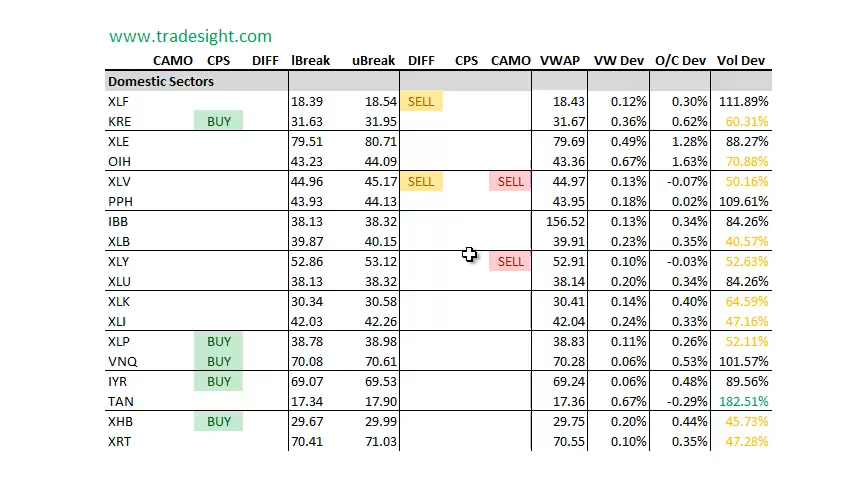 www.tradesight.com
CAMO CPS DIFF lBreak uBreak DIFF CPS CAMO VWAP VW Dev O/C Dev Vol Dev
Domestic Sectors
XLF 18.39 18.54 SELL 18.43 0.12% 0.30% 111.89%
KRE BUY 31.63 31.95 31.67 0.36% 0.62% 60.31%
XLE 79.51 80.71 79.69 0.49% 1.28% 88.27%
OIH 43.23 44.09 43.36 0.67% 1.63% 70.88%
XLV 44.96 45.17 SELL SELL 44.97 0.13% -0.07% 50.16%
PPH 43.93 44.13 43.95 0.18% 0.02% 109.61%
IBB 38.13 38.32 156.52 0.13% 0.34% 84.26%
XLB 39.87 40.15 39.91 0.23% 0.35% 40.57%
XLY 52.86 53.12 SELL 52.91 0.10% -0.03% 52.63%
XLU 38.13 38.32 38.14 0.20% 0.34% 84.26%
XLK 30.34 30.58 30.41 0.14% 0.40% 64.59%
XLI 42.03 42.26 42.04 0.24% 0.33% 47.16%
XLP BUY 38.78 38.98 38.83 0.11% 0.26% 52.11%
VNQ BUY 70.08 70.61 70.28 0.06% 0.53% 101.57%
IYR BUY 69.07 69.53 69.24 0.06% 0.48% 89.56%
TAN 17.34 17.90 17.36 0.67% -0.29% 182.51%
XHB BUY 29.67 29.99 29.75 0.20% 0.44% 45.73%
XRT 70.41 71.03 70.55 0.10% 0.35% 47.28%